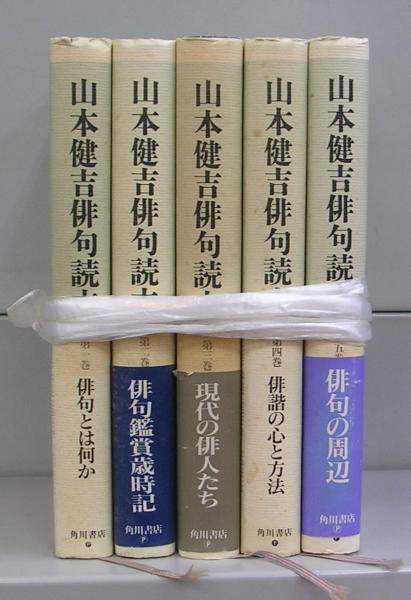 山本健吉俳句読
第一巻
俳句とは何か
角川書店
山本健吉俳句読
第二巻
俳句鑑賞歳時記
角川書店
P
山本健吉俳句読
第三巻
現代の俳人たち
角川書店
P
山本健吉俳句読
第四巻
俳諧の心と方法
角川書店
P
山本健吉俳句読
五巻
俳句の周辺
角川書店
P